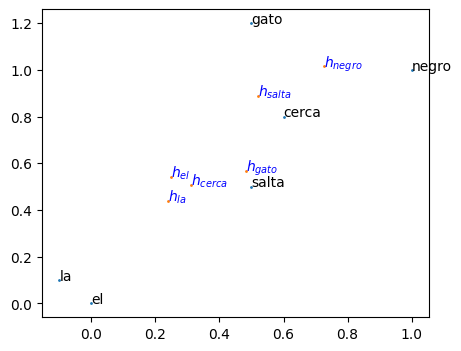 gato
1.2
h_negro
negro
1.0
h_salta
cerca
0.8
h_el
h_gato
0.6
h_cerca
salta
h_la
0.4
0.2
la
el
0.0
0.0 0.2 0.4 0.6 0.8 1.0